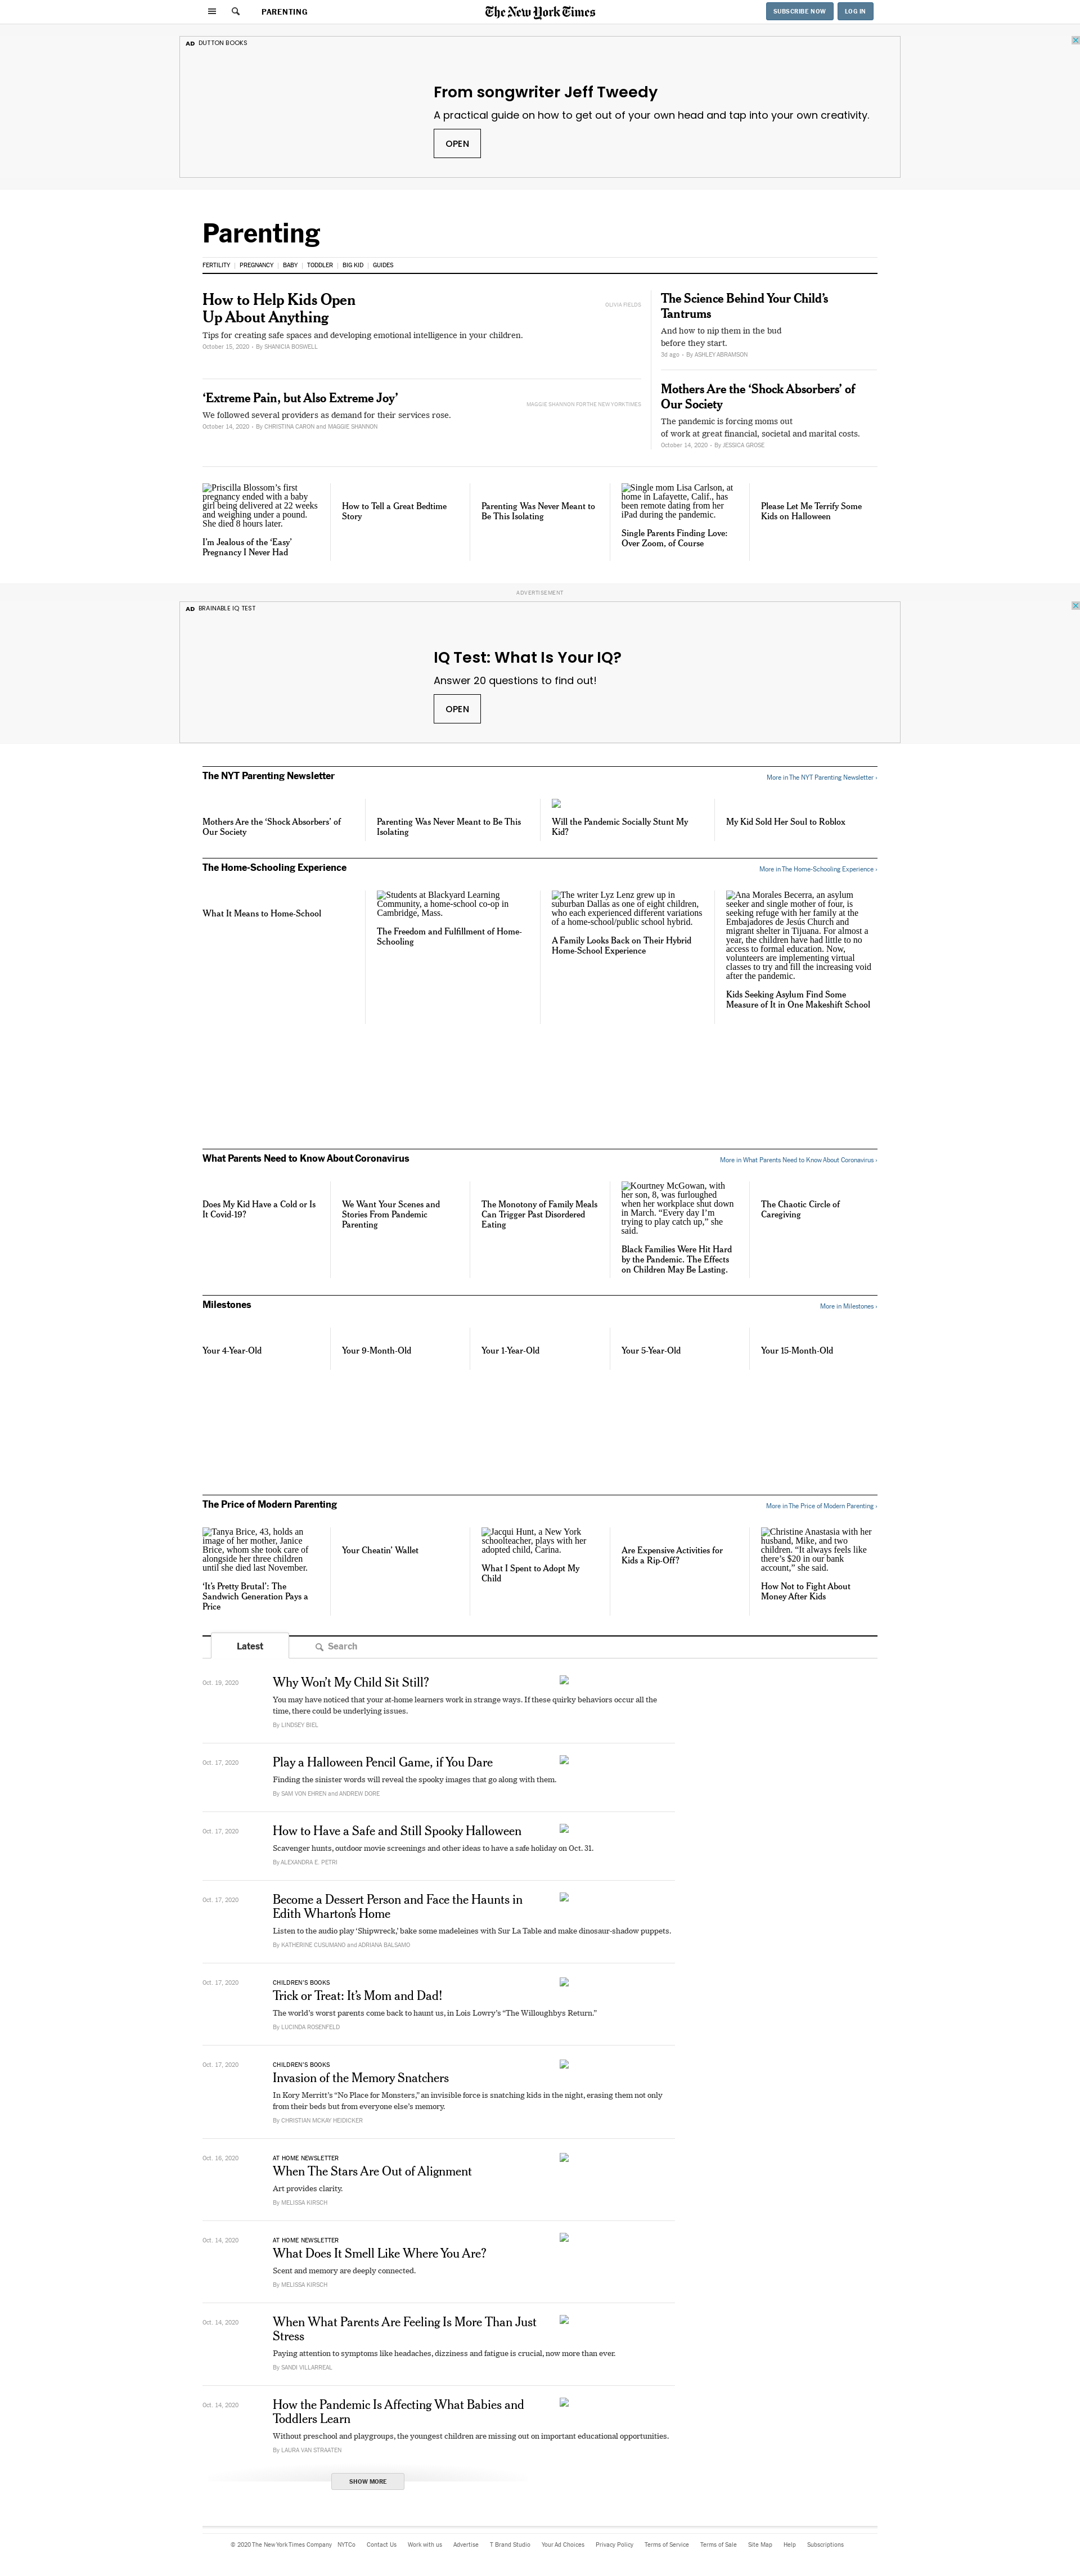 PARENTING
The New York Times
SUBSCRIBE NOW
LOG IN
AD DUTTON BOOKS
From songwriter Jeff Tweedy
A practical guide on how to get out of your own head and tap into your own creativity.
OPEN
Parenting
FERTILITY | PREGNANCY | BABY | TODDLER | BIG KID | GUIDES
How to Help Kids Open
Up About Anything
Tips for creating safe spaces and developing emotional intelligence in your children.
October 15, 2020 - By SHANICIA BOSWELL
OLIVIA FIELDS
‘Extreme Pain, but Also Extreme Joy’
We followed several providers as demand for their services rose.
October 14, 2020 - By CHRISTINA CARON and MAGGIE SHANNON
MAGGIE SHANNON FOR THE NEW YORK TIMES
The Science Behind Your Child’s
Tantrums
And how to nip them in the bud
before they start.
3d ago - By ASHLEY ABRAMSON
Mothers Are the ‘Shock Absorbers’ of
Our Society
The pandemic is forcing moms out
of work at great financial, societal and marital costs.
October 14, 2020 - By JESSICA GROSE
Priscilla Blossom’s first
pregnancy ended with a baby
girl being delivered at 22 weeks
and weighing under a pound.
She died 8 hours later.
I’m Jealous of the ‘Easy’
Pregnancy I Never Had
How to Tell a Great Bedtime
Story
Parenting Was Never Meant to
Be This Isolating
Single mom Lisa Carlson, at
home in Lafayette, Calif., has
been remote dating from her
iPad during the pandemic.
Single Parents Finding Love:
Over Zoom, of Course
Please Let Me Terrify Some
Kids on Halloween
ADVERTISEMENT
AD BRAINABLE IQ TEST
IQ Test: What Is Your IQ?
Answer 20 questions to find out!
OPEN
The NYT Parenting Newsletter
More in The NYT Parenting Newsletter ›
Mothers Are the ‘Shock Absorbers’ of
Our Society
Parenting Was Never Meant to Be This
Isolating
Will the Pandemic Socially Stunt My
Kid?
My Kid Sold Her Soul to Roblox
The Home-Schooling Experience
More in The Home-Schooling Experience ›
What It Means to Home-School
Students at Blackyard Learning
Community, a home-school co-op in
Cambridge, Mass.
The Freedom and Fulfillment of Home-
Schooling
The writer Lyz Lenz grew up in
suburban Dallas as one of eight children,
who each experienced different variations
of a home-school/public school hybrid.
A Family Looks Back on Their Hybrid
Home-School Experience
Ana Morales Becerra, an asylum
seeker and single mother of four, is
seeking refuge with her family at the
Embajadores de Jesús Church and
migrant shelter in Tijuana. For almost a
year, the children have had little to no
access to formal education. Now,
volunteers are implementing virtual
classes to try and fill the increasing void
after the pandemic.
Kids Seeking Asylum Find Some
Measure of It in One Makeshift School
What Parents Need to Know About Coronavirus
More in What Parents Need to Know About Coronavirus ›
Does My Kid Have a Cold or Is
It Covid-19?
We Want Your Scenes and
Stories From Pandemic
Parenting
The Monotony of Family Meals
Can Trigger Past Disordered
Eating
Kourtney McGowan, with
her son, 8, was furloughed
when her workplace shut down
in March. “Every day I’m
trying to play catch up,” she
said.
Black Families Were Hit Hard
by the Pandemic. The Effects
on Children May Be Lasting.
The Chaotic Circle of
Caregiving
Milestones
More in Milestones ›
Your 4-Year-Old
Your 9-Month-Old
Your 1-Year-Old
Your 5-Year-Old
Your 15-Month-Old
The Price of Modern Parenting
More in The Price of Modern Parenting ›
Tanya Brice, 43, holds an
image of her mother, Janice
Brice, whom she took care of
alongside her three children
until she died last November.
‘It’s Pretty Brutal’: The
Sandwich Generation Pays a
Price
Your Cheatin’ Wallet
Jacqui Hunt, a New York
schoolteacher, plays with her
adopted child, Carina.
What I Spent to Adopt My
Child
Are Expensive Activities for
Kids a Rip-Off?
Christine Anastasia with her
husband, Mike, and two
children. “It always feels like
there’s $20 in our bank
account,” she said.
How Not to Fight About
Money After Kids
Latest
Search
Oct. 19, 2020
Why Won’t My Child Sit Still?
You may have noticed that your at-home learners work in strange ways. If these quirky behaviors occur all the
time, there could be underlying issues.
By LINDSEY BIEL
Oct. 17, 2020
Play a Halloween Pencil Game, if You Dare
Finding the sinister words will reveal the spooky images that go along with them.
By SAM VON EHREN and ANDREW DORE
Oct. 17, 2020
How to Have a Safe and Still Spooky Halloween
Scavenger hunts, outdoor movie screenings and other ideas to have a safe holiday on Oct. 31.
By ALEXANDRA E. PETRI
Oct. 17, 2020
Become a Dessert Person and Face the Haunts in
Edith Wharton’s Home
Listen to the audio play ‘Shipwreck,’ bake some madeleines with Sur La Table and make dinosaur-shadow puppets.
By KATHERINE CUSUMANO and ADRIANA BALSAMO
Oct. 17, 2020
CHILDREN’S BOOKS
Trick or Treat: It’s Mom and Dad!
The world’s worst parents come back to haunt us, in Lois Lowry’s “The Willoughbys Return.”
By LUCINDA ROSENFELD
Oct. 17, 2020
CHILDREN’S BOOKS
Invasion of the Memory Snatchers
In Kory Merritt’s “No Place for Monsters,” an invisible force is snatching kids in the night, erasing them not only
from their beds but from everyone else’s memory.
By CHRISTIAN MCKAY HEIDICKER
Oct. 16, 2020
AT HOME NEWSLETTER
When The Stars Are Out of Alignment
Art provides clarity.
By MELISSA KIRSCH
Oct. 14, 2020
AT HOME NEWSLETTER
What Does It Smell Like Where You Are?
Scent and memory are deeply connected.
By MELISSA KIRSCH
Oct. 14, 2020
When What Parents Are Feeling Is More Than Just
Stress
Paying attention to symptoms like headaches, dizziness and fatigue is crucial, now more than ever.
By SANDI VILLARREAL
Oct. 14, 2020
How the Pandemic Is Affecting What Babies and
Toddlers Learn
Without preschool and playgroups, the youngest children are missing out on important educational opportunities.
By LAURA VAN STRAATEN
SHOW MORE
© 2020 The New York Times Company NYTCo Contact Us Work with us Advertise T Brand Studio Your Ad Choices Privacy Policy Terms of Service Terms of Sale Site Map Help Subscriptions